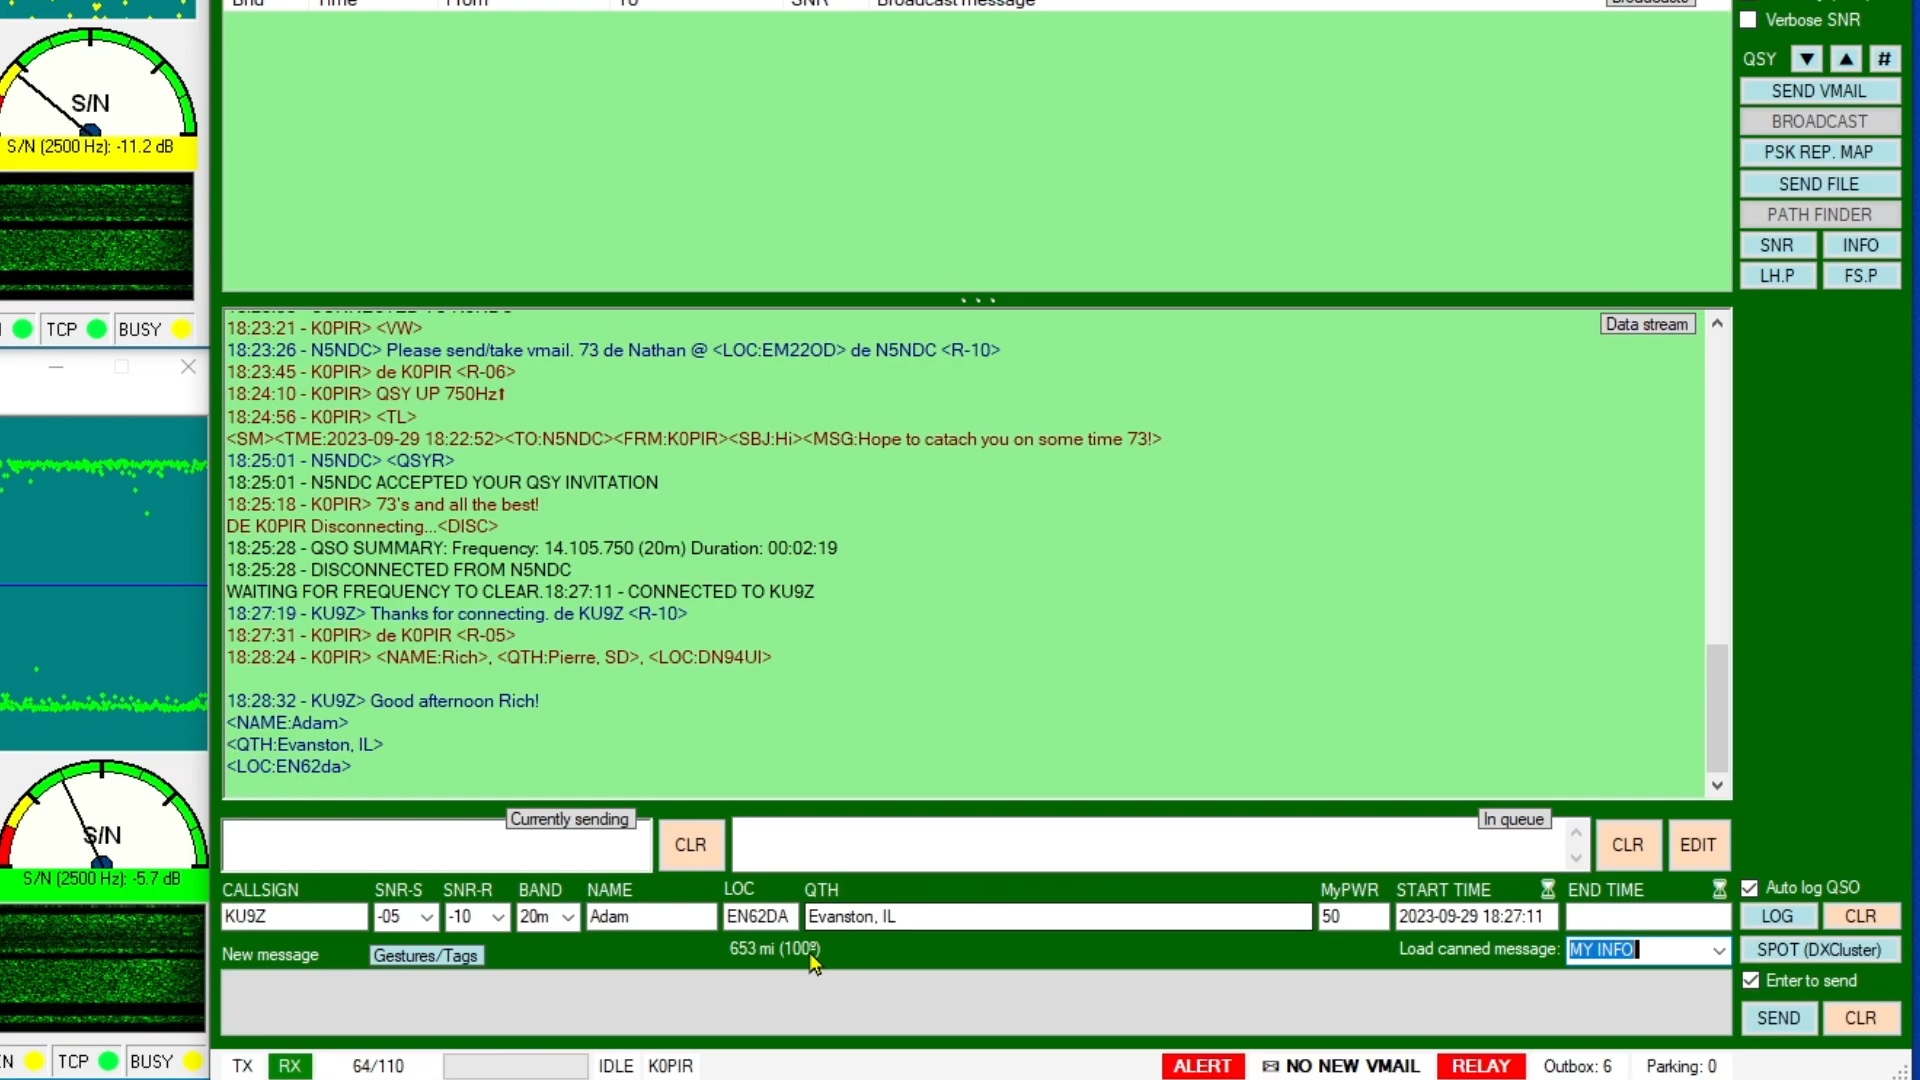 Bnd Time From To SNR Broadcast message Broadcasts
Verbose SNR
QSY ▼ ▲ #
SEND VMAIL
BROADCAST
PSK REP. MAP
SEND FILE
PATH FINDER
SNR INFO
LH.P FS.P
S/N
S/N (2500 Hz): -11.2 dB
TCP BUSY
Data stream
18:23:21 - K0PIR> <VW>
18:23:26 - N5NDC> Please send/take vmail. 73 de Nathan @ <LOC:EM22OD> de N5NDC <R-10>
18:23:45 - K0PIR> de K0PIR <R-06>
18:24:10 - K0PIR> QSY UP 750Hz↑
18:24:56 - K0PIR> <TL>
<SM><TME:2023-09-29 18:22:52><TO:N5NDC><FRM:K0PIR><SBJ:Hi><MSG:Hope to catach you on some time 73!>
18:25:01 - N5NDC> <QSYR>
18:25:01 - N5NDC ACCEPTED YOUR QSY INVITATION
18:25:18 - K0PIR> 73's and all the best!
DE K0PIR Disconnecting...<DISC>
18:25:28 - QSO SUMMARY: Frequency: 14.105.750 (20m) Duration: 00:02:19
18:25:28 - DISCONNECTED FROM N5NDC
WAITING FOR FREQUENCY TO CLEAR.18:27:11 - CONNECTED TO KU9Z
18:27:19 - KU9Z> Thanks for connecting. de KU9Z <R-10>
18:27:31 - K0PIR> de K0PIR <R-05>
18:28:24 - K0PIR> <NAME:Rich>, <QTH:Pierre, SD>, <LOC:DN94UI>
18:28:32 - KU9Z> Good afternoon Rich!
<NAME:Adam>
<QTH:Evanston, IL>
<LOC:EN62da>
S/N
S/N (2500 Hz): -5.7 dB
Currently sending CLR In queue CLR EDIT
CALLSIGN SNR-S SNR-R BAND NAME LOC QTH MyPWR START TIME END TIME Auto log QSO
KU9Z -05 -10 20m Adam EN62DA Evanston, IL 50 2023-09-29 18:27:11 LOG CLR
New message Gestures/Tags 653 mi (100º) Load canned message: MY INFO SPOT (DXCluster)
Enter to send
SEND CLR
TCP BUSY
TX RX 64/110 IDLE K0PIR ALERT NO NEW VMAIL RELAY Outbox: 6 Parking: 0